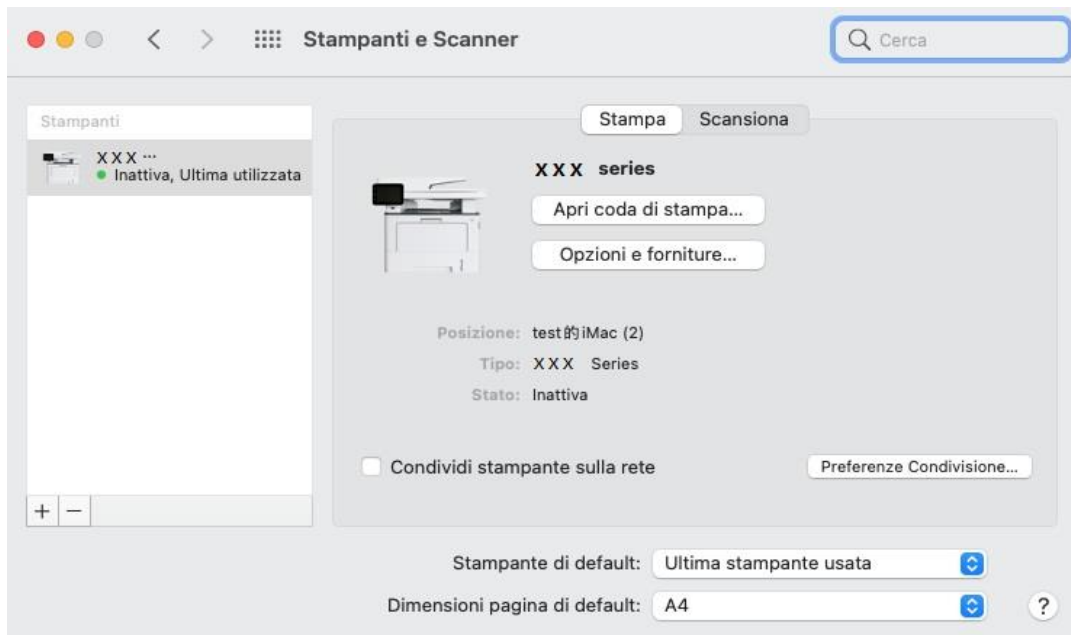 Stampanti e Scanner
Cerca
Stampanti
XXX ...
Inattiva, Ultima utilizzata
Stampa
Scansiona
XXX series
Apri coda di stampa...
Opzioni e forniture...
Posizione: test的iMac (2)
Tipo: XXX Series
Stato: Inattiva
Condividi stampante sulla rete
Preferenze Condivisione...
+ −
Stampante di default: Ultima stampante usata
Dimensioni pagina di default: A4
?